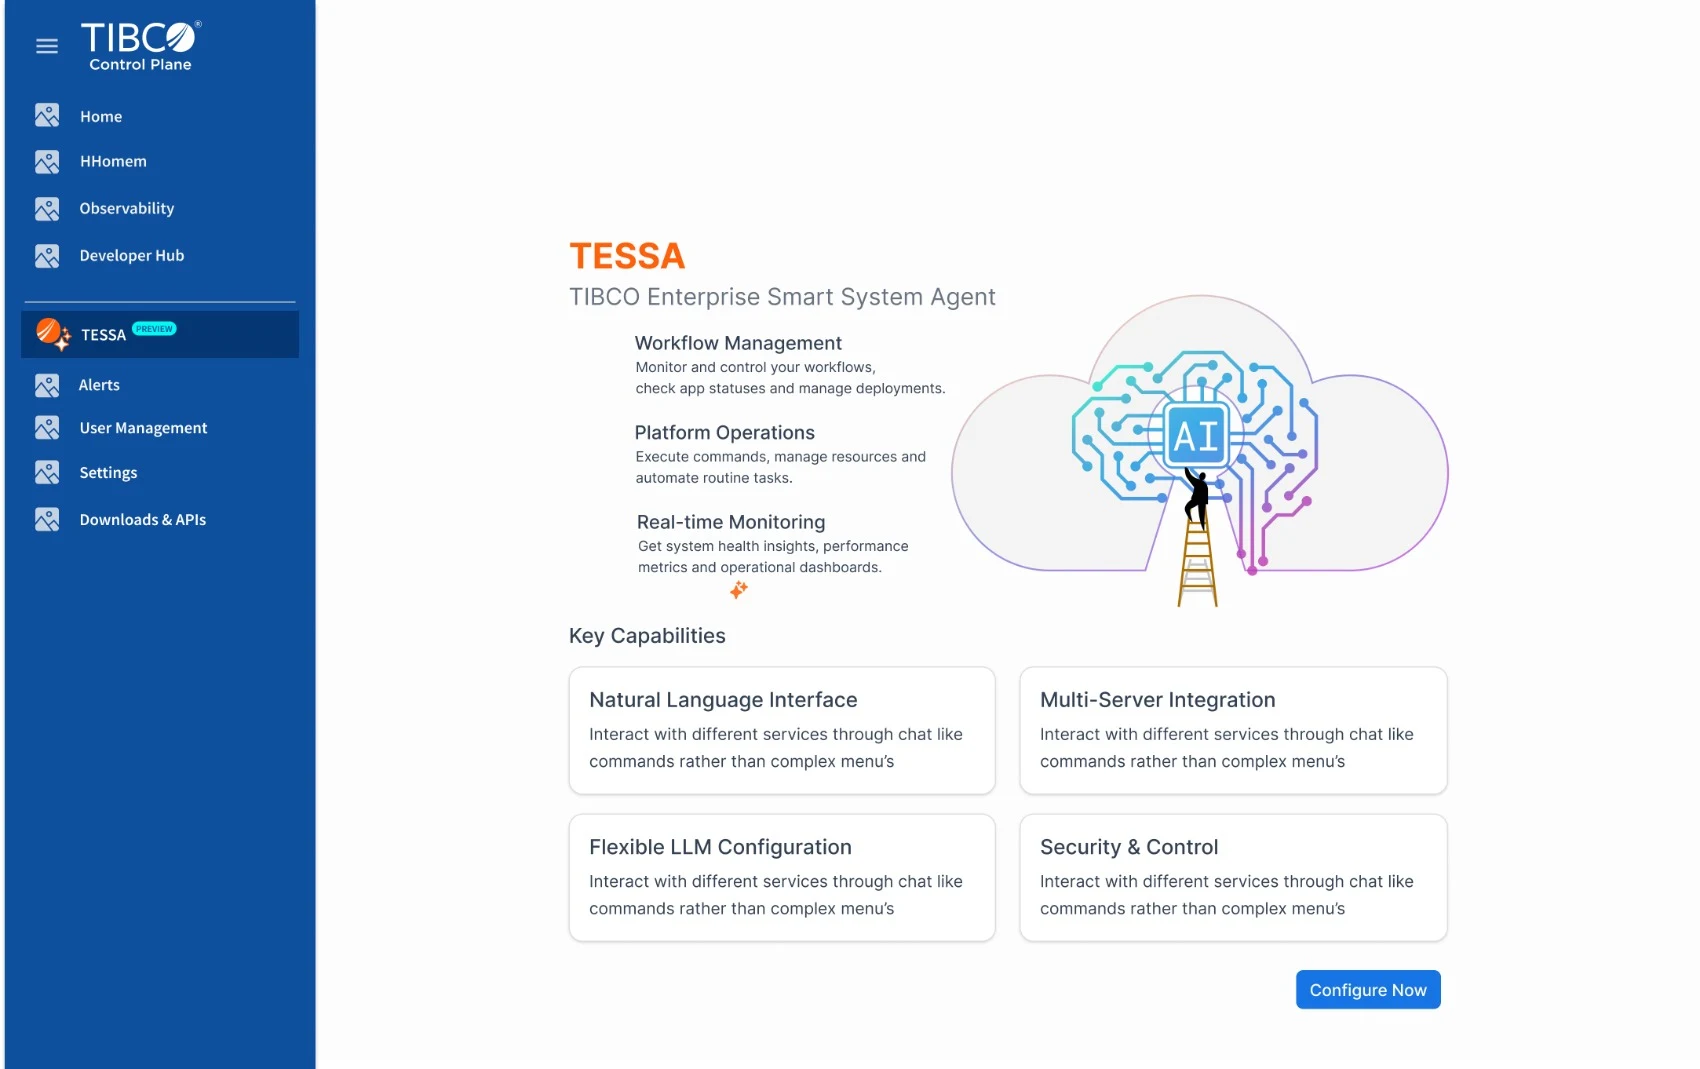 TIBCO®
Control Plane
Home
HHomem
Observability
Developer Hub
TESSA PREVIEW
Alerts
User Management
Settings
Downloads & APIs
TESSA
TIBCO Enterprise Smart System Agent
Workflow Management
Monitor and control your workflows,
check app statuses and manage deployments.
Platform Operations
Execute commands, manage resources and
automate routine tasks.
Real-time Monitoring
Get system health insights, performance
metrics and operational dashboards.
AI
Key Capabilities
Natural Language Interface
Interact with different services through chat like
commands rather than complex menu’s
Multi-Server Integration
Interact with different services through chat like
commands rather than complex menu’s
Flexible LLM Configuration
Interact with different services through chat like
commands rather than complex menu’s
Security & Control
Interact with different services through chat like
commands rather than complex menu’s
Configure Now